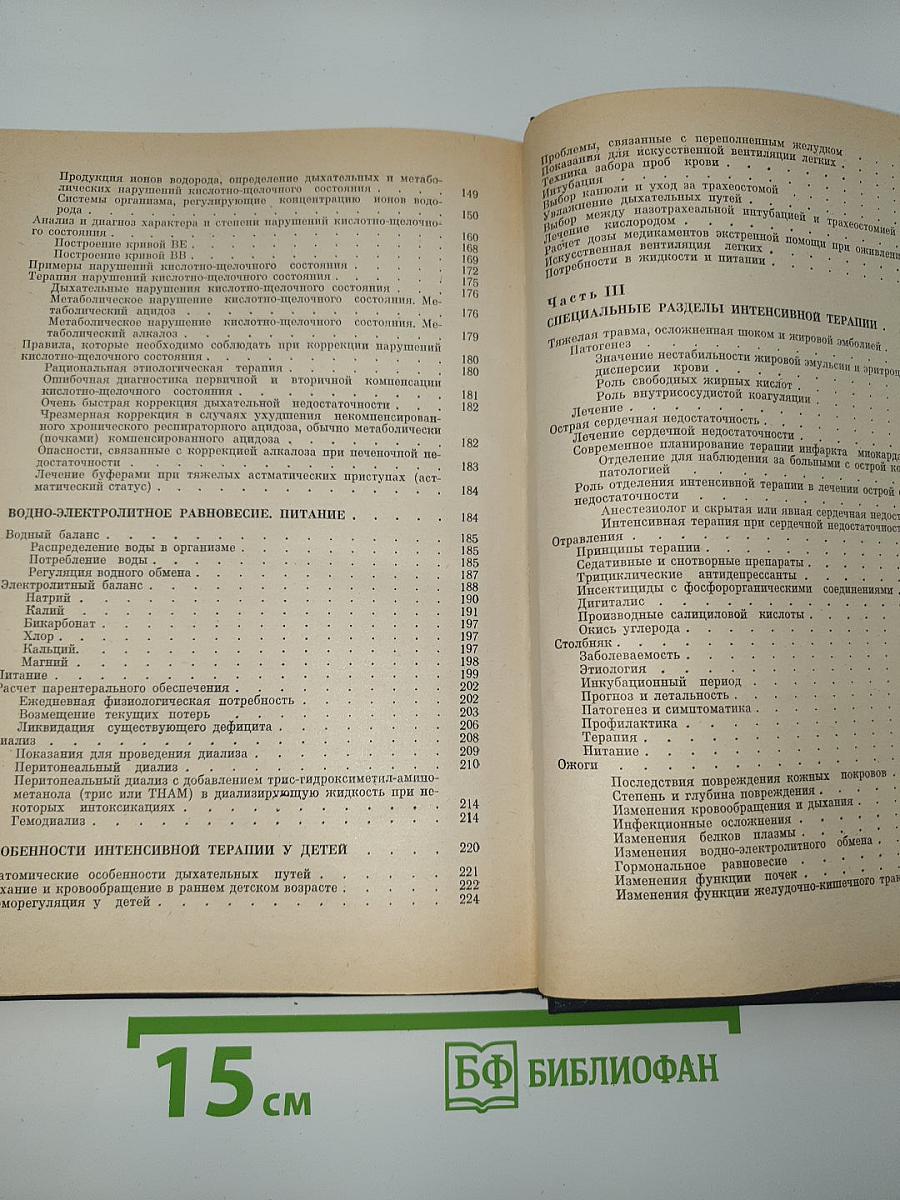 Продукция ионов водорода, определение дыхательных и метабо-
лических нарушений кислотно-щелочного состояния . . . . 149
Системы организма, регулирующие концентрацию ионов водо-
рода . . . . . . . . . . . . . . . . . 150
Анализ и диагноз характера и степени нарушений кислотно-щелочно-
го состояния . . . . . . . . . . . . . . . . 160
Построение кривой BE . . . . . . . . . . . . 168
Построение кривой BB . . . . . . . . . . . . 169
Примеры нарушений кислотно-щелочного состояния . . . . . 172
Терапия нарушений кислотно-щелочного состояния . . . . . . 175
Дыхательные нарушения кислотно-щелочного состояния . . . . 176
Метаболическое нарушение кислотно-щелочного состояния. Ме-
таболический ацидоз . . . . . . . . . . . . 176
Метаболическое нарушение кислотно-щелочного состояния. Ме-
таболический алкалоз . . . . . . . . . . . . 179
Правила, которые необходимо соблюдать при коррекции нарушений
кислотно-щелочного состояния . . . . . . . . . . . 180
Рациональная этиологическая терапия . . . . . . . . 180
Ошибочная диагностика первичной и вторичной компенсации
кислотно-щелочного состояния . . . . . . . . . . 181
Очень быстрая коррекция дыхательной недостаточности . . . 182
Чрезмерная коррекция в случаях ухудшения некомпенсирован-
ного хронического респираторного ацидоза, обычно метаболически
(почками) компенсированного ацидоза . . . . . . . . 182
Опасности, связанные с коррекцией алкалоза при печеночной не-
достаточности . . . . . . . . . . . . . . 183
Лечение буферами при тяжелых астматических приступах (аст-
матический статус) . . . . . . . . . . . . . 184
ВОДНО-ЭЛЕКТРОЛИТНОЕ РАВНОВЕСИЕ. ПИТАНИЕ . . . . . 184
Водный баланс . . . . . . . . . . . . . . . 185
Распределение воды в организме . . . . . . . . . . 185
Потребление воды . . . . . . . . . . . . . 185
Регуляция водного обмена . . . . . . . . . . . 187
Электролитный баланс . . . . . . . . . . . . . 188
Натрий . . . . . . . . . . . . . . . . 190
Калий . . . . . . . . . . . . . . . . 191
Бикарбонат . . . . . . . . . . . . . . . 197
Хлор . . . . . . . . . . . . . . . . . 197
Кальций. . . . . . . . . . . . . . . . 197
Магний . . . . . . . . . . . . . . . . 198
Питание . . . . . . . . . . . . . . . . . 199
Расчет парентерального обеспечения . . . . . . . . . 202
Ежедневная физиологическая потребность . . . . . . . 202
Возмещение текущих потерь . . . . . . . . . . . 203
Ликвидация существующего дефицита . . . . . . . . 206
иализ . . . . . . . . . . . . . . . . . . 208
Показания для проведения диализа . . . . . . . . . 209
Перитонеальный диализ . . . . . . . . . . . . 210
Перитонеальный диализ с добавлением трис-гидроксиметил-амино-
метанола (трис или THAM) в диализирующую жидкость при не-
которых интоксикациях . . . . . . . . . . . . 214
Гемодиализ . . . . . . . . . . . . . . . 214
ОБЕННОСТИ ИНТЕНСИВНОЙ ТЕРАПИИ У ДЕТЕЙ . . . . 220
атомические особенности дыхательных путей . . . . . . . 221
хание и кровообращение в раннем детском возрасте . . . . . 222
рморегуляция у детей . . . . . . . . . . . . . 224
Проблемы, связанные с переполненным желудком . . .
Показания для искусственной вентиляции легких . . .
Техника забора проб крови . . . . . . .
Интубация . . . . . . . . . .
Выбор канюли и уход за трахеостомой . . . .
Увлажнение дыхательных путей . . . . . .
Выбор между назотрахеальной интубацией и трахеостомией
Лечение кислородом . . . . . . . .
Расчет дозы медикаментов экстренной помощи при оживлени
Искусственная вентиляция легких . . . . .
Потребности в жидкости и питании . . . . .
Часть III
СПЕЦИАЛЬНЫЕ РАЗДЕЛЫ ИНТЕНСИВНОЙ ТЕРАПИИ .
Тяжелая травма, осложненная шоком и жировой эмболией .
Патогенез . . . . . . . . . .
Значение нестабильности жировой эмульсии и эритроц
дисперсии крови . . . . . . .
Роль свободных жирных кислот . . . .
Роль внутрисосудистой коагуляции . . .
Лечение . . . . . . . . . .
Острая сердечная недостаточность . . . . .
Лечение сердечной недостаточности . . . .
Современное планирование терапии инфаркта миокарда
Отделение для наблюдения за больными с острой ко
патологией . . . . . . . .
Роль отделения интенсивной терапии в лечении острой с
недостаточности . . . . . . . .
Анестезиолог и скрытая или явная сердечная недост
Интенсивная терапия при сердечной недостаточност
Отравления . . . . . . . . . .
Принципы терапии . . . . . . . .
Седативные и снотворные препараты . . . .
Трициклические антидепрессанты . . . . .
Инсектициды с фосфорорганическими соединениями .
Дигиталис . . . . . . . . . .
Производные салициловой кислоты . . . .
Окись углерода . . . . . . . . .
Столбняк . . . . . . . . . . .
Заболеваемость . . . . . . . . .
Этиология . . . . . . . . . .
Инкубационный период . . . . . . .
Прогноз и летальность . . . . . . .
Патогенез и симптоматика . . . . . .
Профилактика . . . . . . . . .
Терапия . . . . . . . . . .
Питание . . . . . . . . . .
Ожоги . . . . . . . . . . .
Последствия повреждения кожных покровов .
Степень и глубина повреждения . . . .
Изменения кровообращения и дыхания . . .
Инфекционные осложнения . . . . .
Изменения белков плазмы . . . . .
Изменения водно-электролитного обмена . .
Гормональное равновесие . . . . .
Изменения функции почек . . . . .
Изменения функции желудочно-кишечного трак
15 см
БФ БИБЛИОФАН